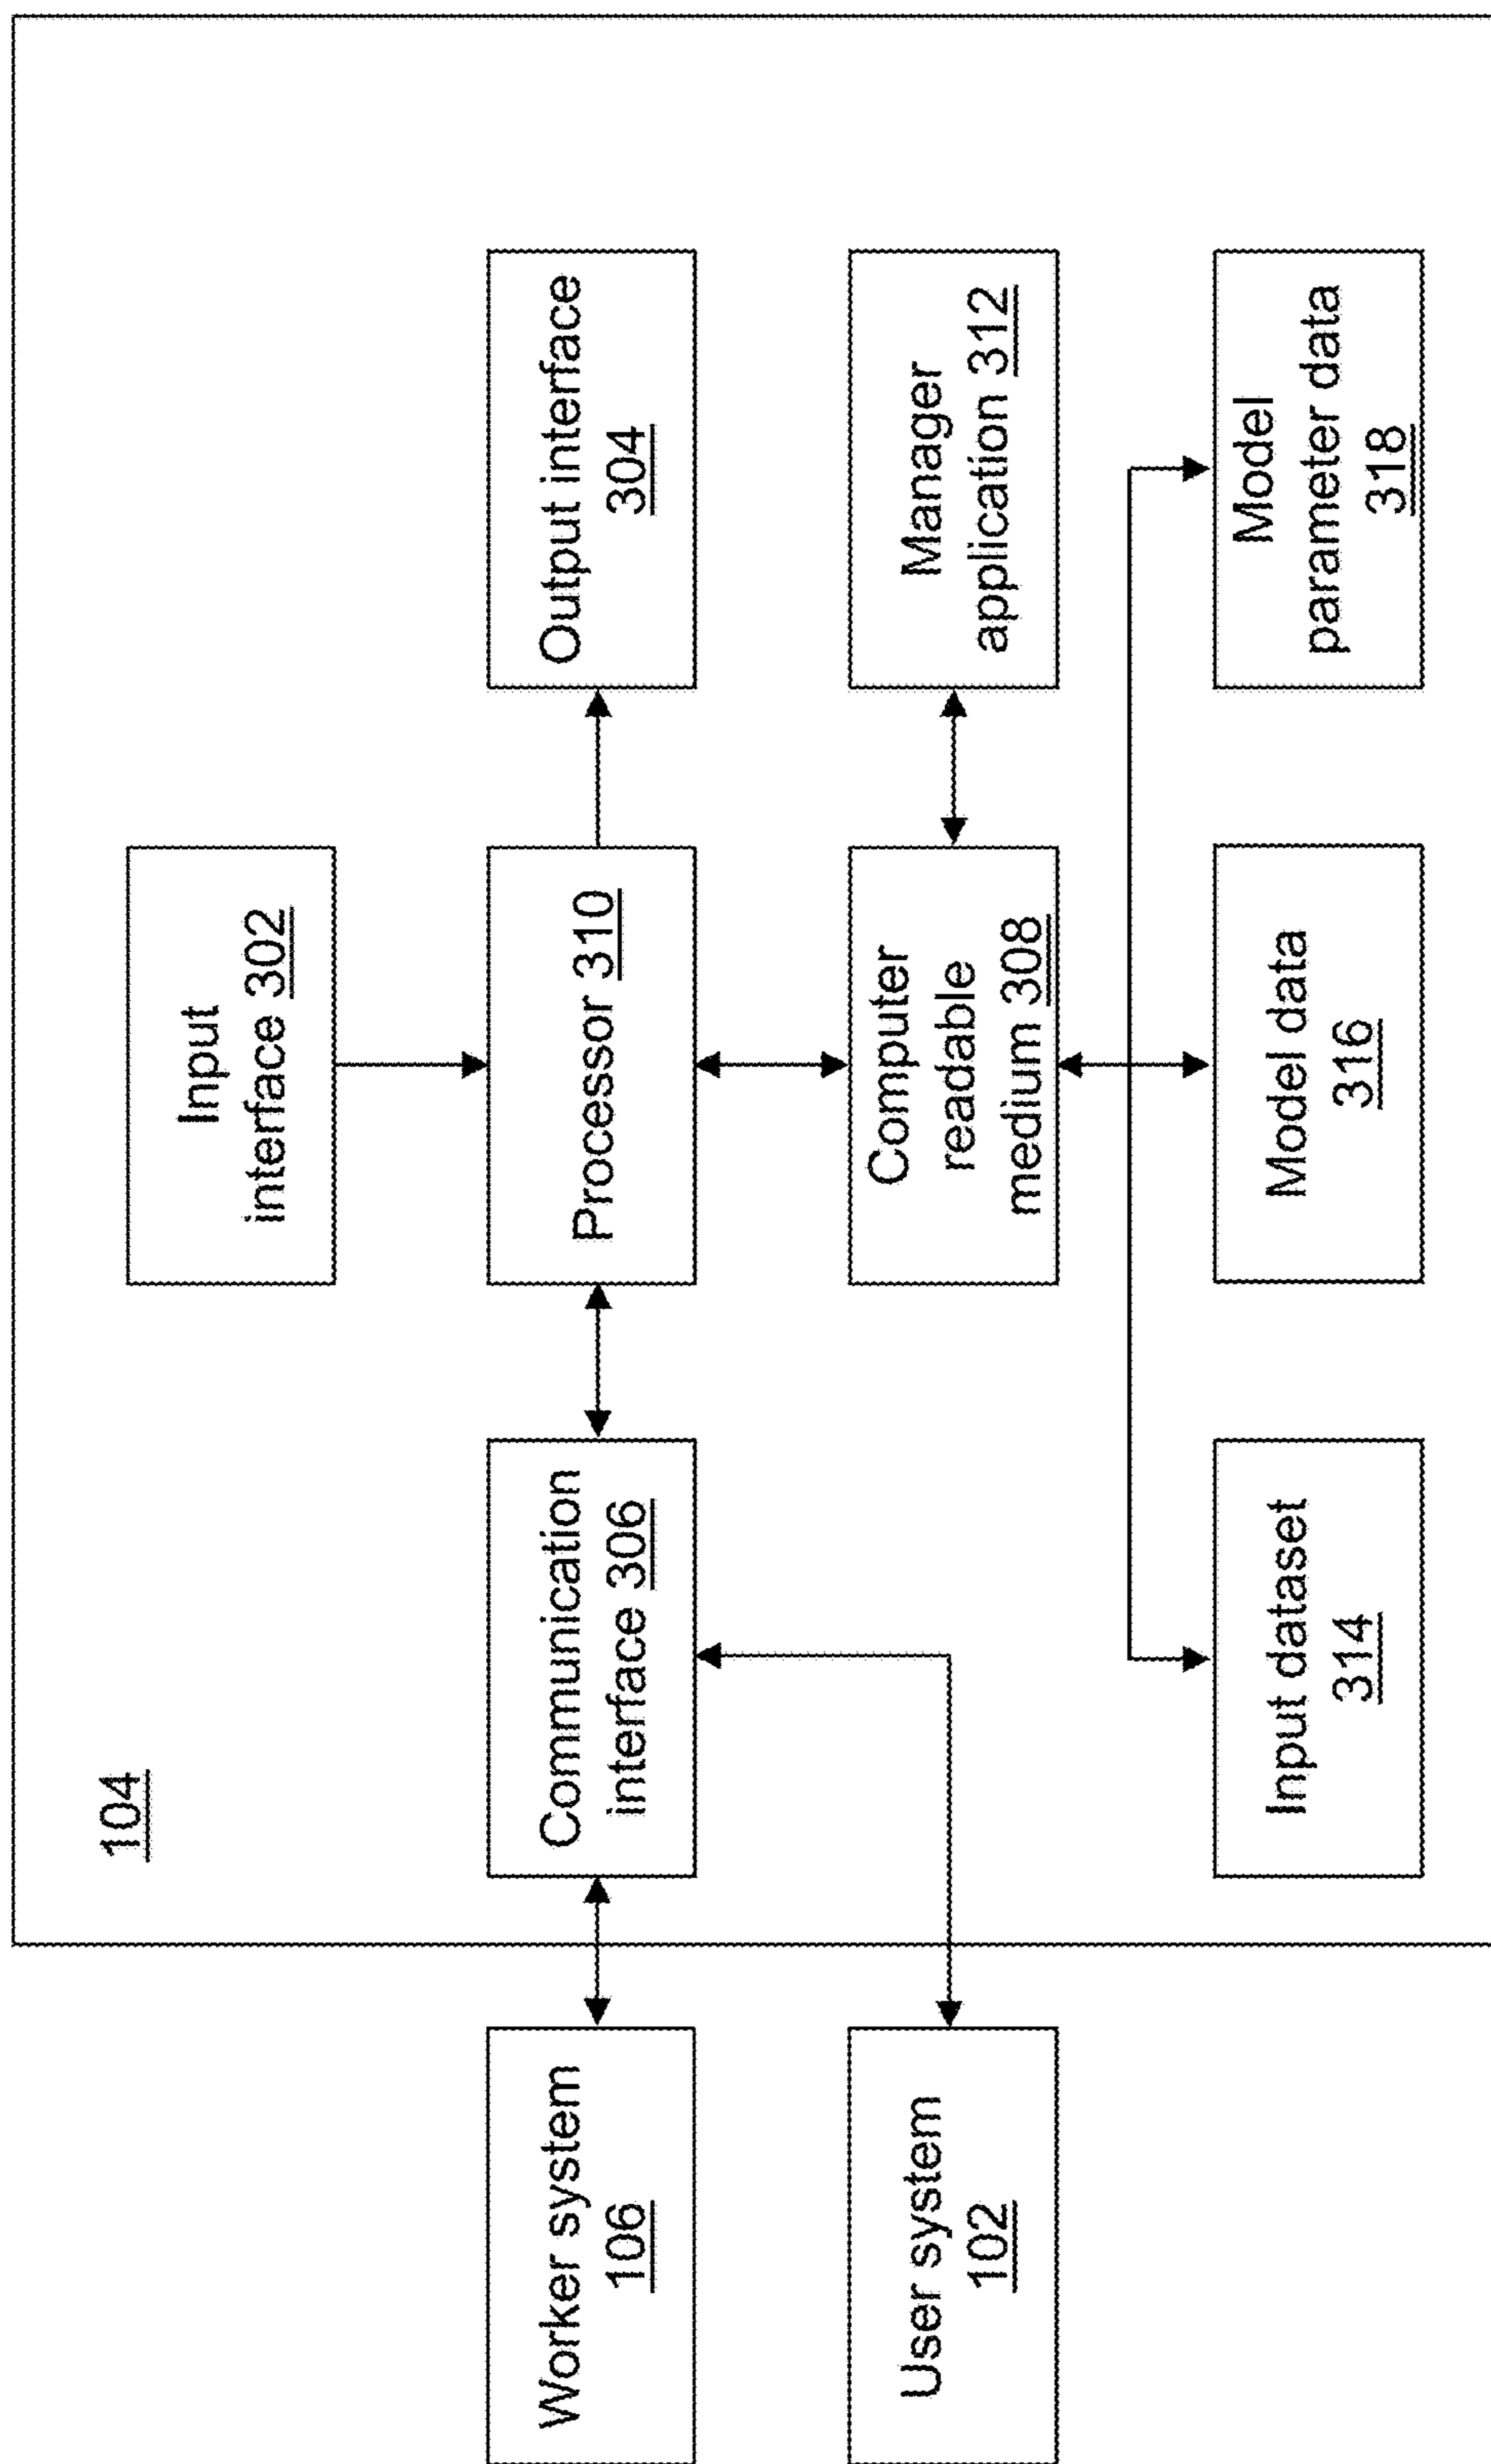 104
Input
interface 302
Worker system
106
Communication
interface 306
Processor 310
Output interface
304
User system
102
Computer
readable
medium 308
Manager
application 312
Input dataset
314
Model data
316
Model
parameter data
318